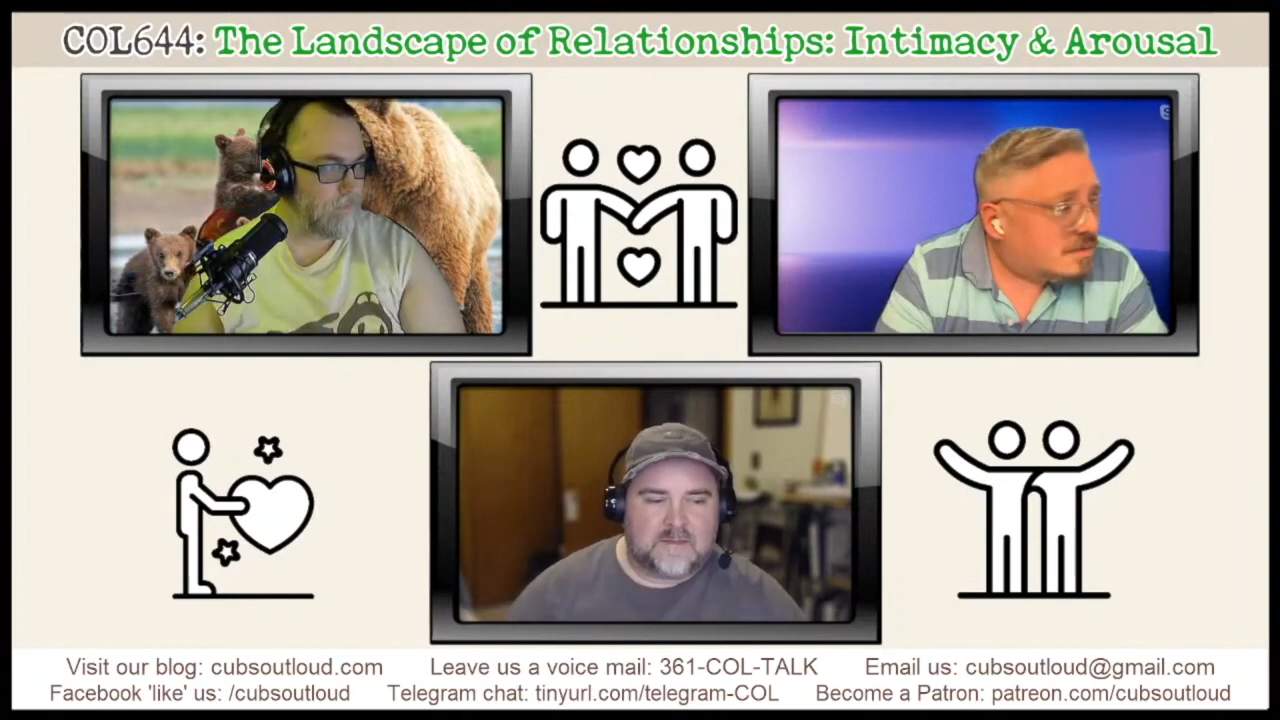 COL644: The Landscape of Relationships: Intimacy & Arousal
Visit our blog: cubsoutloud.com Leave us a voice mail: 361-COL-TALK Email us: cubsoutloud@gmail.com
Facebook 'like' us: /cubsoutloud Telegram chat: tinyurl.com/telegram-COL Become a Patron: patreon.com/cubsoutloud